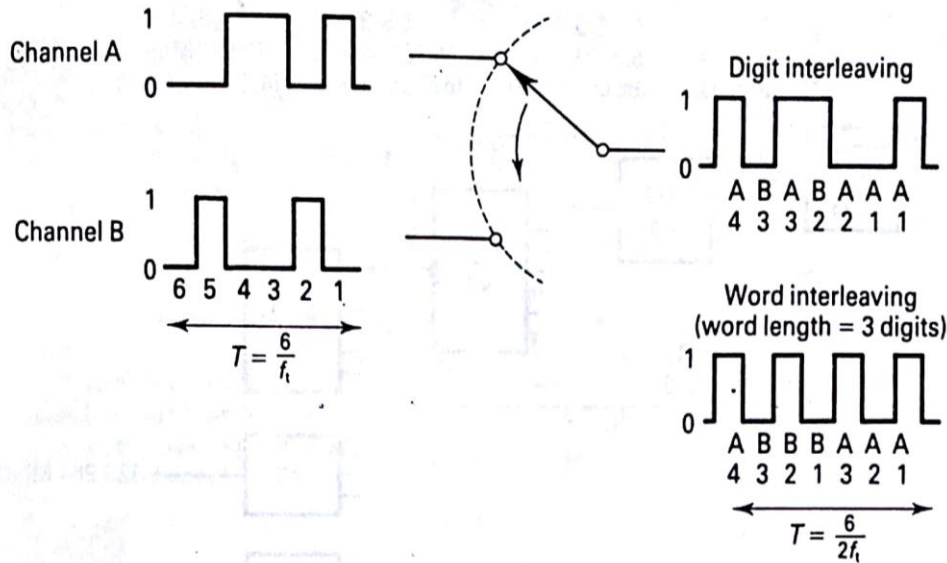 1
Channel A
0
1
Channel B
0
6 5 4 3 2 1
T = 6/fₜ
Digit interleaving
1
0
A B A B A A A
4 3 3 2 2 1 1
Word interleaving
(word length = 3 digits)
1
0
A B B B A A A
4 3 2 1 3 2 1
T = 6/2fₜ